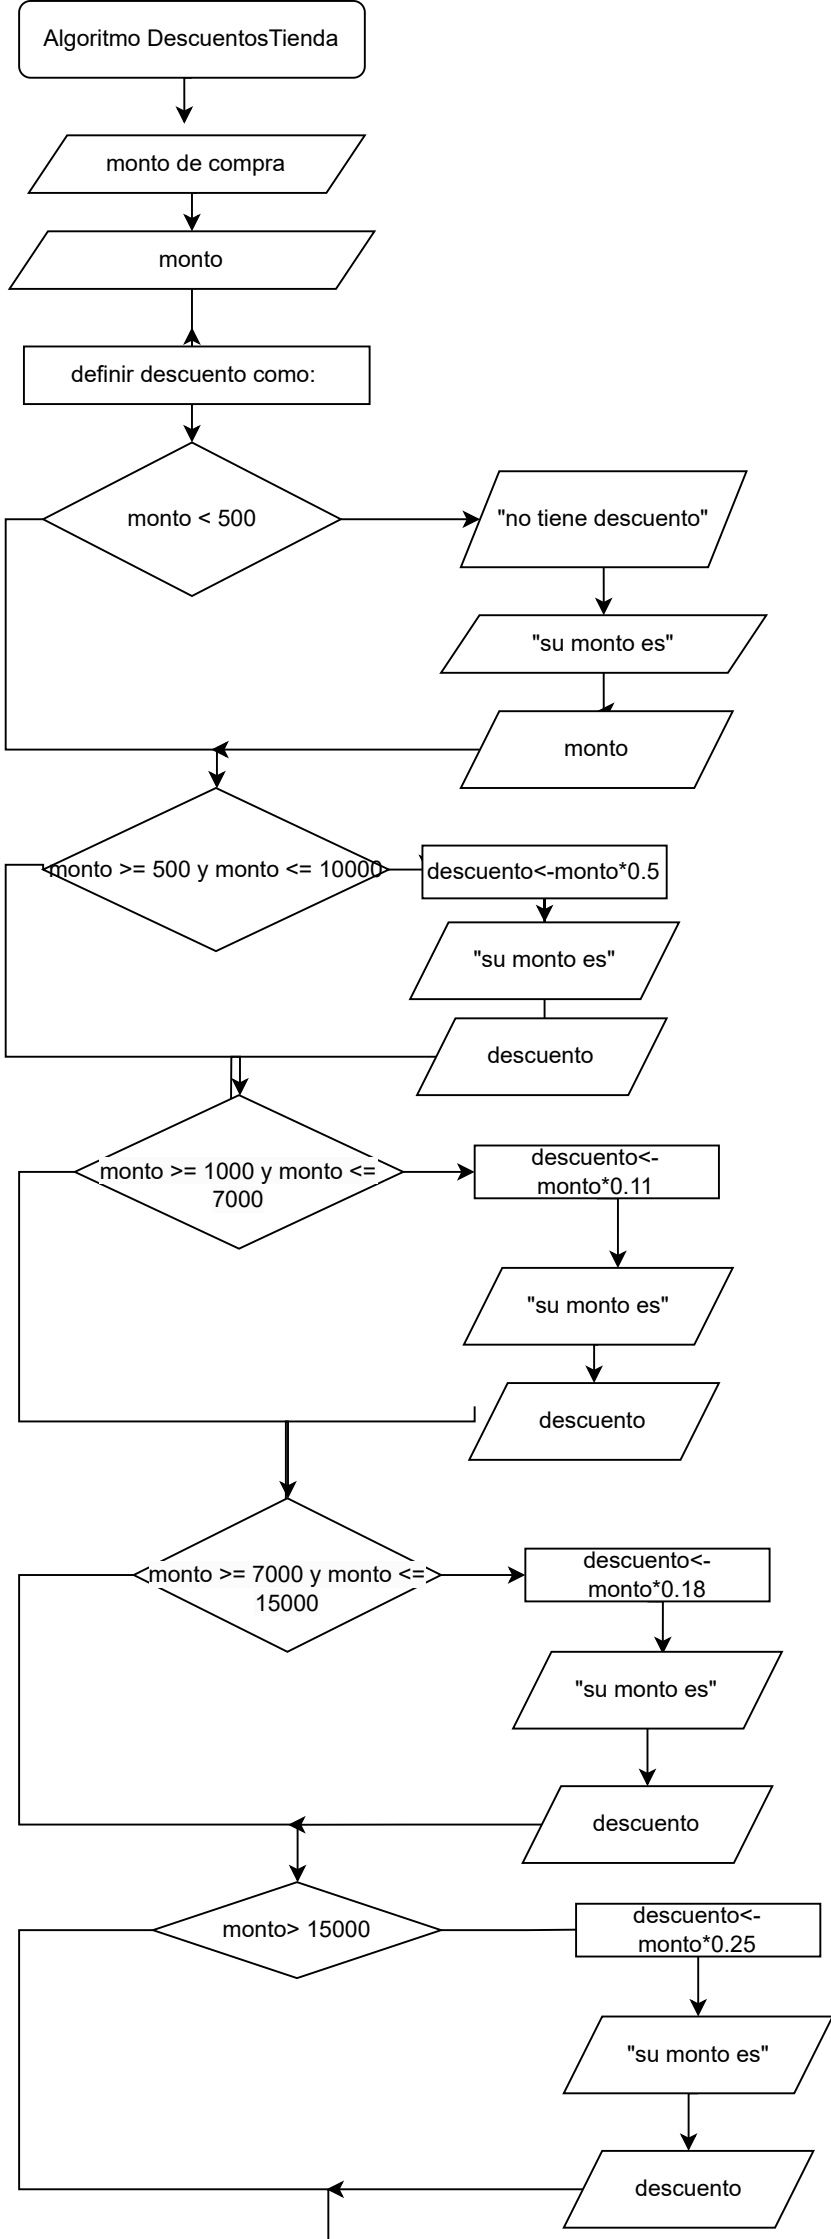 Algoritmo DescuentosTienda
monto de compra
monto
definir descuento como:
monto < 500
"no tiene descuento"
"su monto es"
monto
monto >= 500 y monto <= 10000
descuento<-monto*0.5
"su monto es"
descuento
monto >= 1000 y monto <=
7000
descuento<-
monto*0.11
"su monto es"
descuento
monto >= 7000 y monto <=
15000
descuento<-
monto*0.18
"su monto es"
descuento
monto> 15000
descuento<-
monto*0.25
"su monto es"
descuento